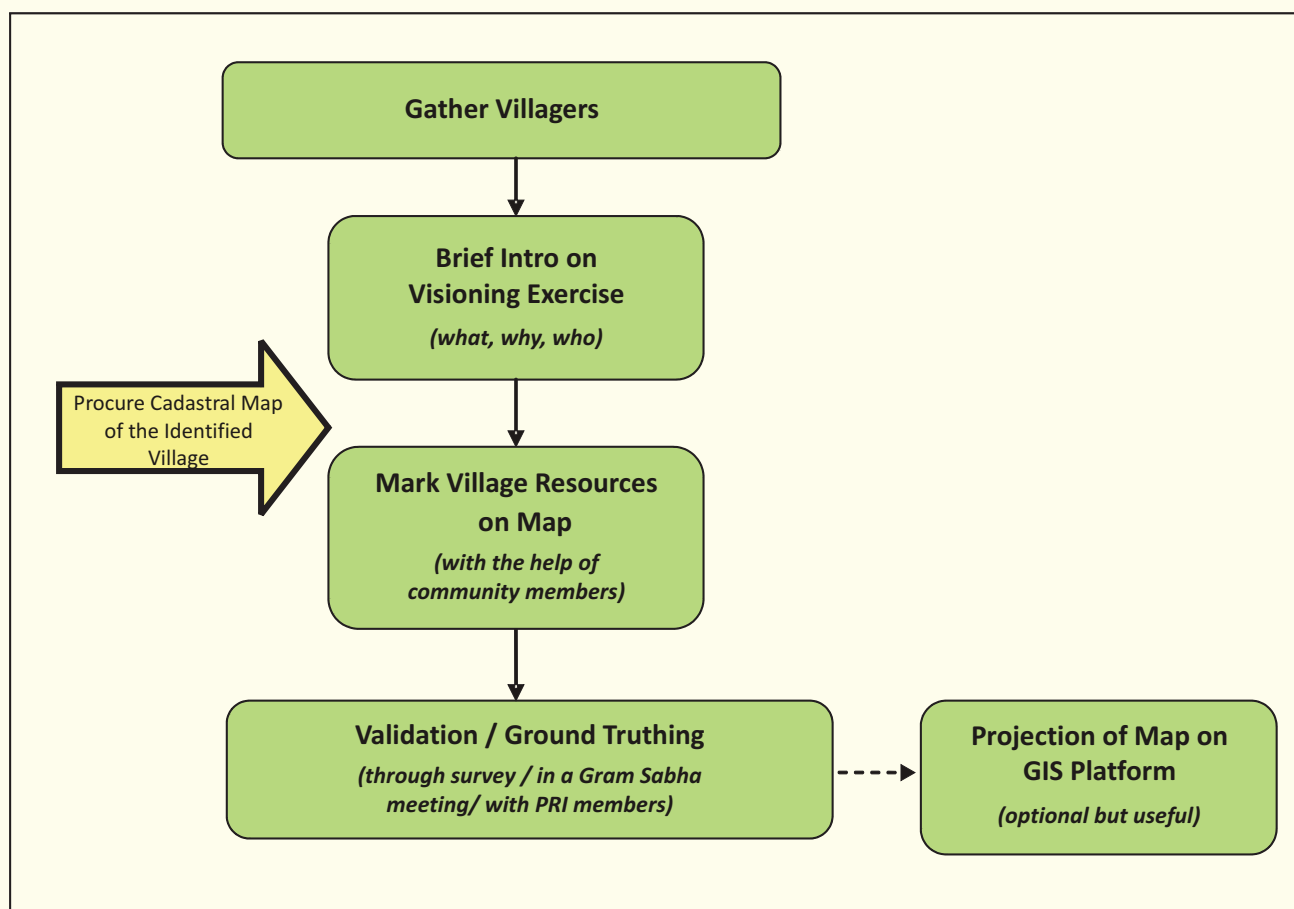 Gather Villagers
Brief Intro on
Visioning Exercise
(what, why, who)
Procure Cadastral Map
of the Identified
Village
Mark Village Resources
on Map
(with the help of
community members)
Validation / Ground Truthing
(through survey / in a Gram Sabha
meeting/ with PRI members)
Projection of Map on
GIS Platform
(optional but useful)